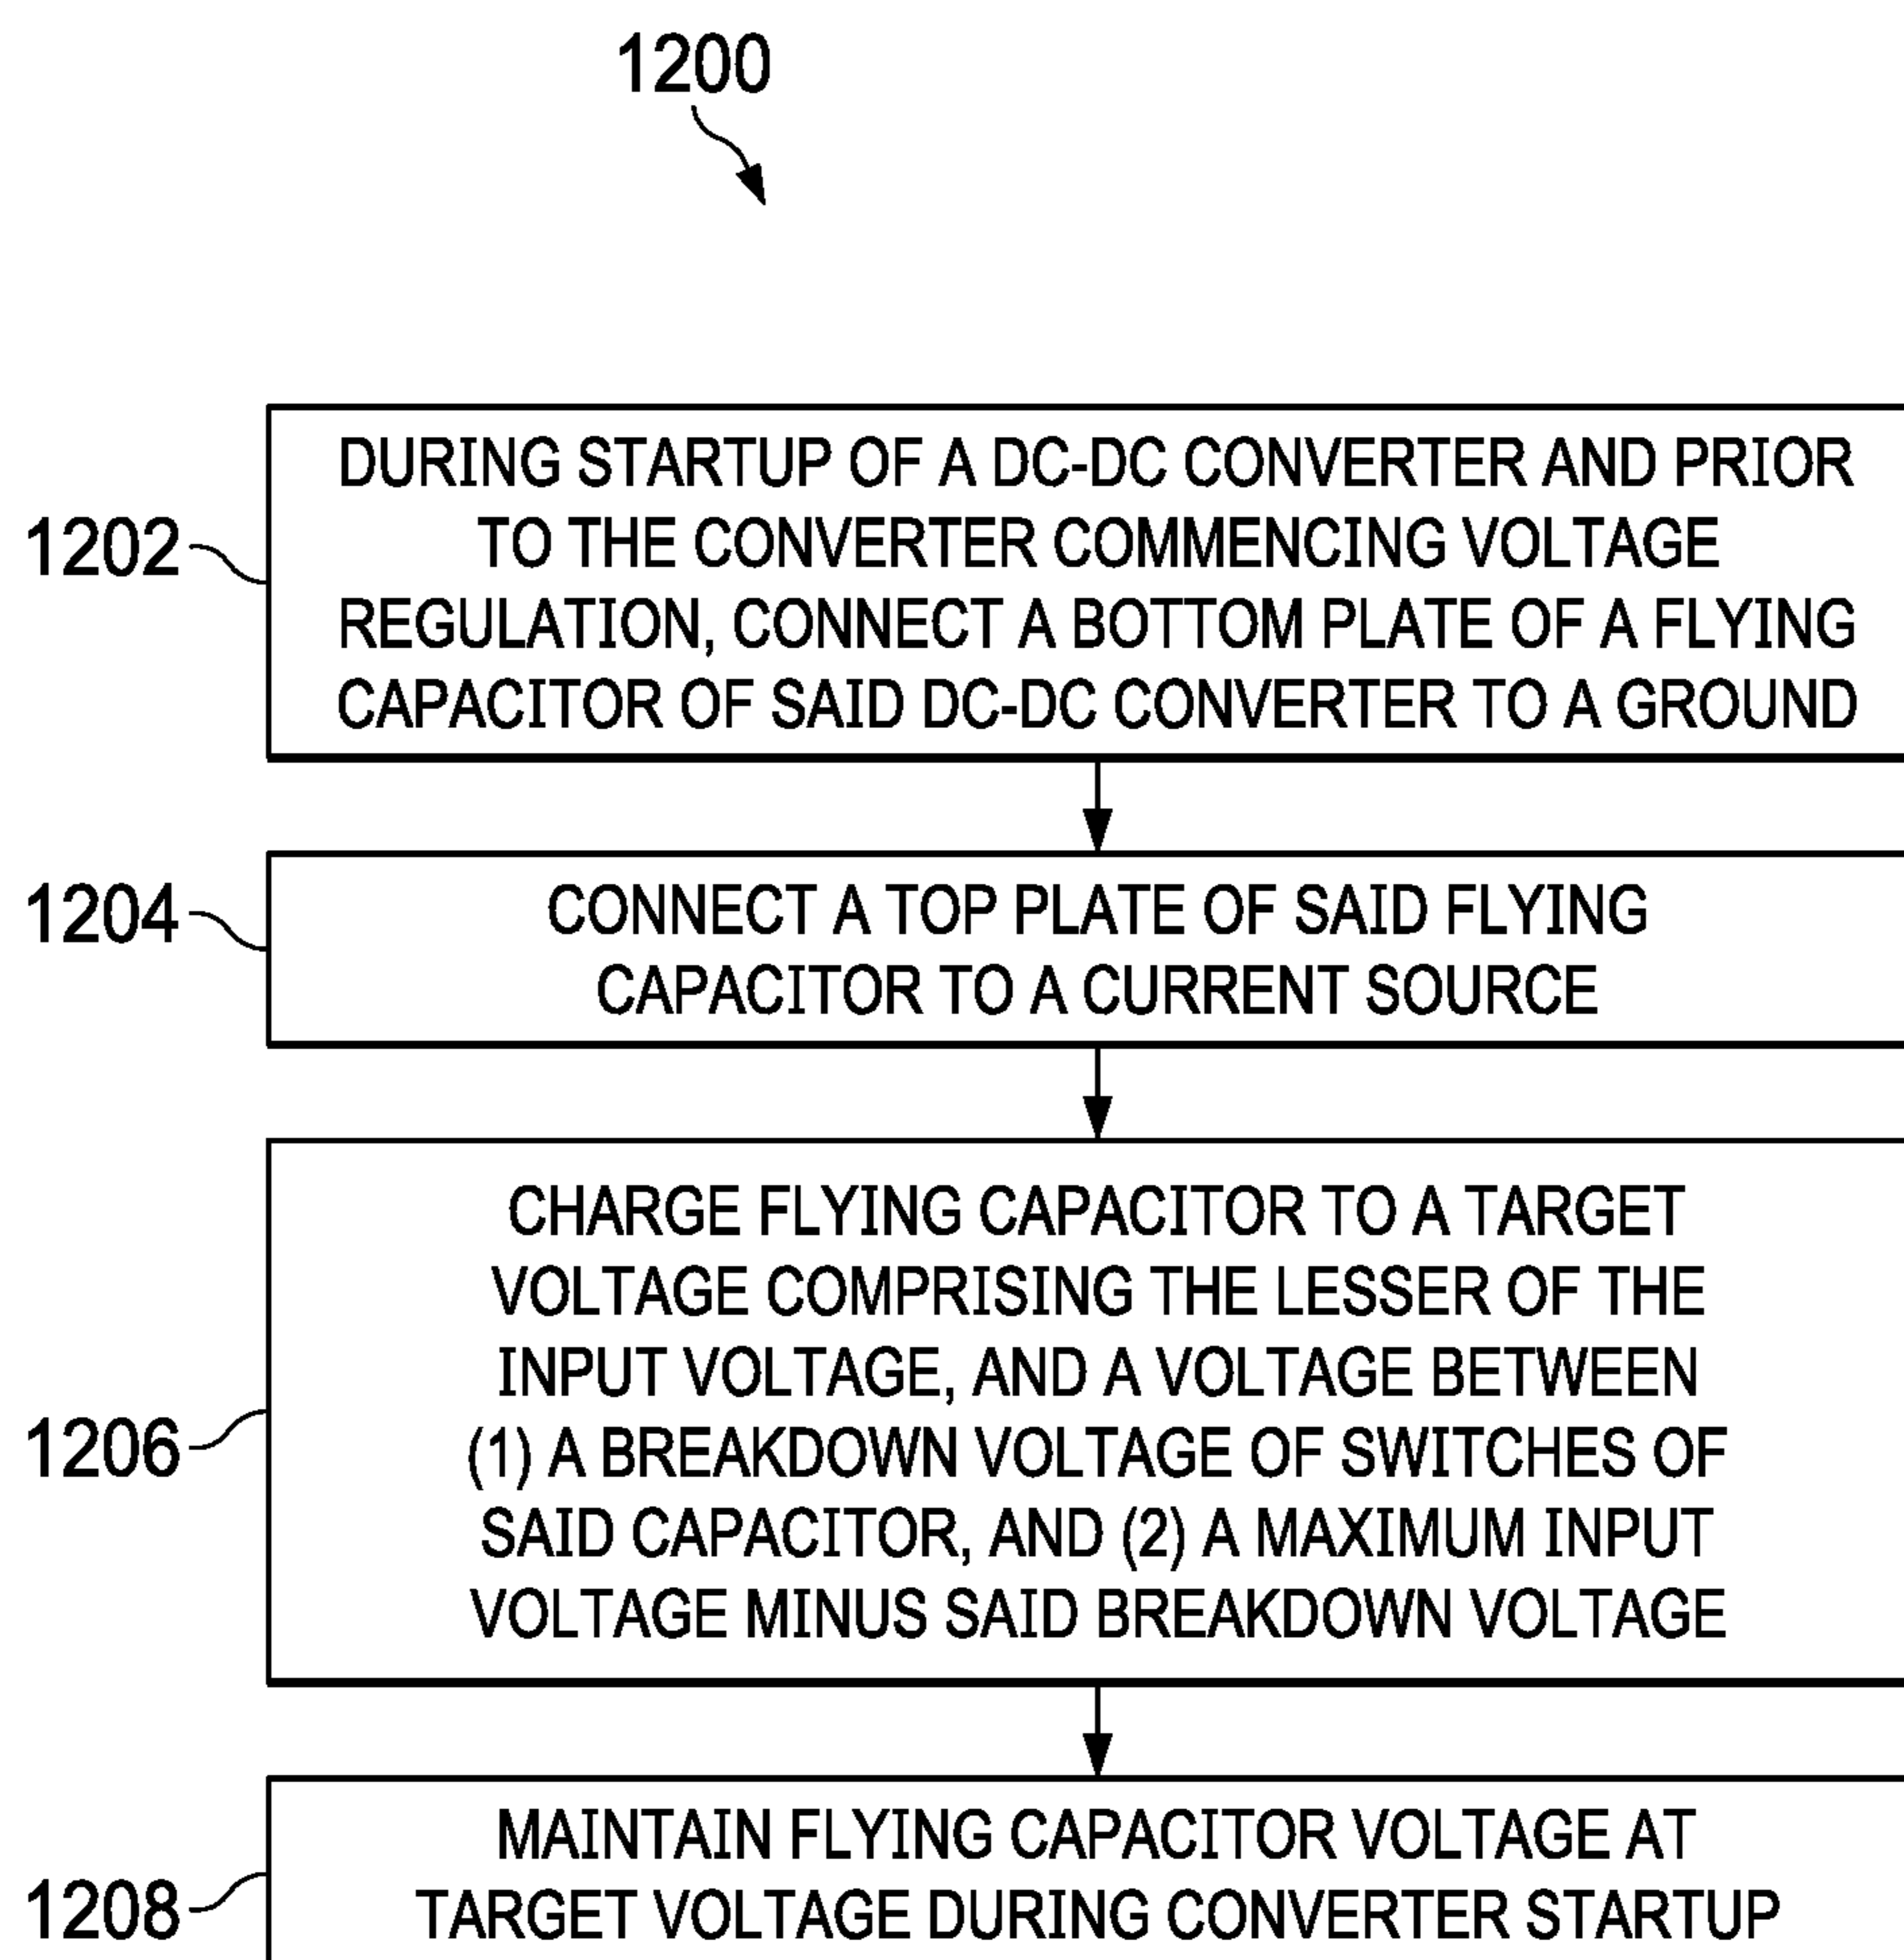 1200
1202
DURING STARTUP OF A DC-DC CONVERTER AND PRIOR
TO THE CONVERTER COMMENCING VOLTAGE
REGULATION, CONNECT A BOTTOM PLATE OF A FLYING
CAPACITOR OF SAID DC-DC CONVERTER TO A GROUND
1204
CONNECT A TOP PLATE OF SAID FLYING
CAPACITOR TO A CURRENT SOURCE
1206
CHARGE FLYING CAPACITOR TO A TARGET
VOLTAGE COMPRISING THE LESSER OF THE
INPUT VOLTAGE, AND A VOLTAGE BETWEEN
(1) A BREAKDOWN VOLTAGE OF SWITCHES OF
SAID CAPACITOR, AND (2) A MAXIMUM INPUT
VOLTAGE MINUS SAID BREAKDOWN VOLTAGE
1208
MAINTAIN FLYING CAPACITOR VOLTAGE AT
TARGET VOLTAGE DURING CONVERTER STARTUP